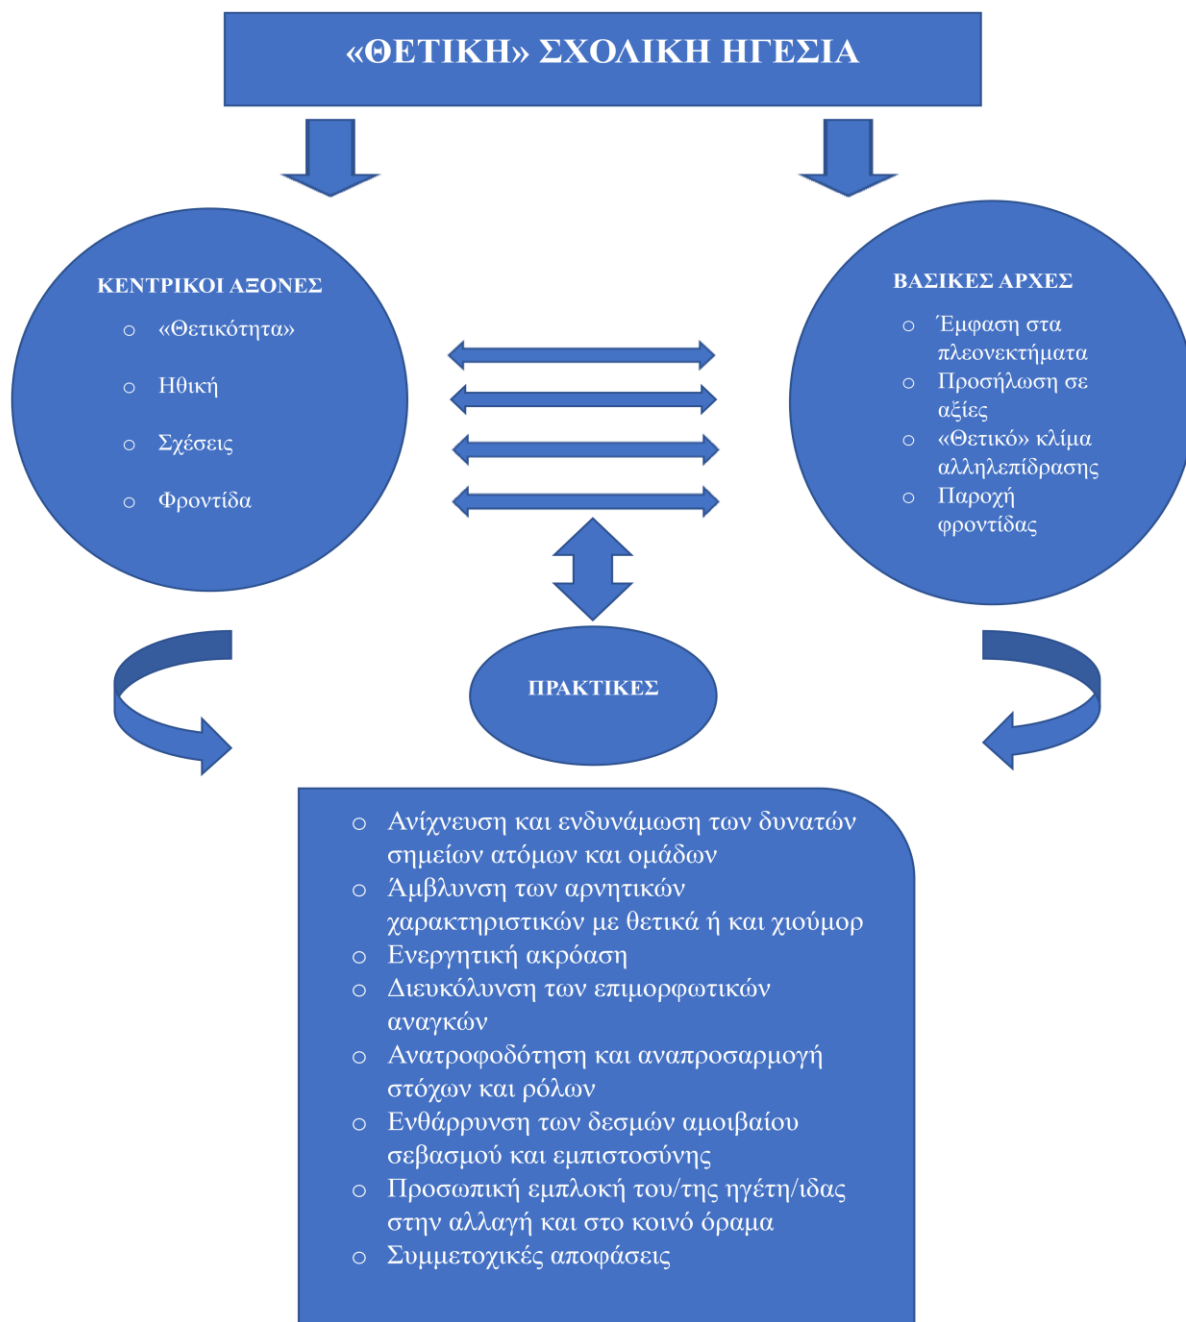 «ΘΕΤΙΚΗ» ΣΧΟΛΙΚΗ ΗΓΕΣΙΑ
ΚΕΝΤΡΙΚΟΙ ΑΞΟΝΕΣ
o «Θετικότητα»
o Ηθική
o Σχέσεις
o Φροντίδα
ΒΑΣΙΚΕΣ ΑΡΧΕΣ
o Έμφαση στα
πλεονεκτήματα
o Προσήλωση σε
αξίες
o «Θετικό» κλίμα
αλληλεπίδρασης
o Παροχή
φροντίδας
ΠΡΑΚΤΙΚΕΣ
o Ανίχνευση και ενδυνάμωση των δυνατών
σημείων ατόμων και ομάδων
o Άμβλυνση των αρνητικών
χαρακτηριστικών με θετικά ή και χιούμορ
o Ενεργητική ακρόαση
o Διευκόλυνση των επιμορφωτικών
αναγκών
o Ανατροφοδότηση και αναπροσαρμογή
στόχων και ρόλων
o Ενθάρρυνση των δεσμών αμοιβαίου
σεβασμού και εμπιστοσύνης
o Προσωπική εμπλοκή του/της ηγέτη/ιδας
στην αλλαγή και στο κοινό όραμα
o Συμμετοχικές αποφάσεις